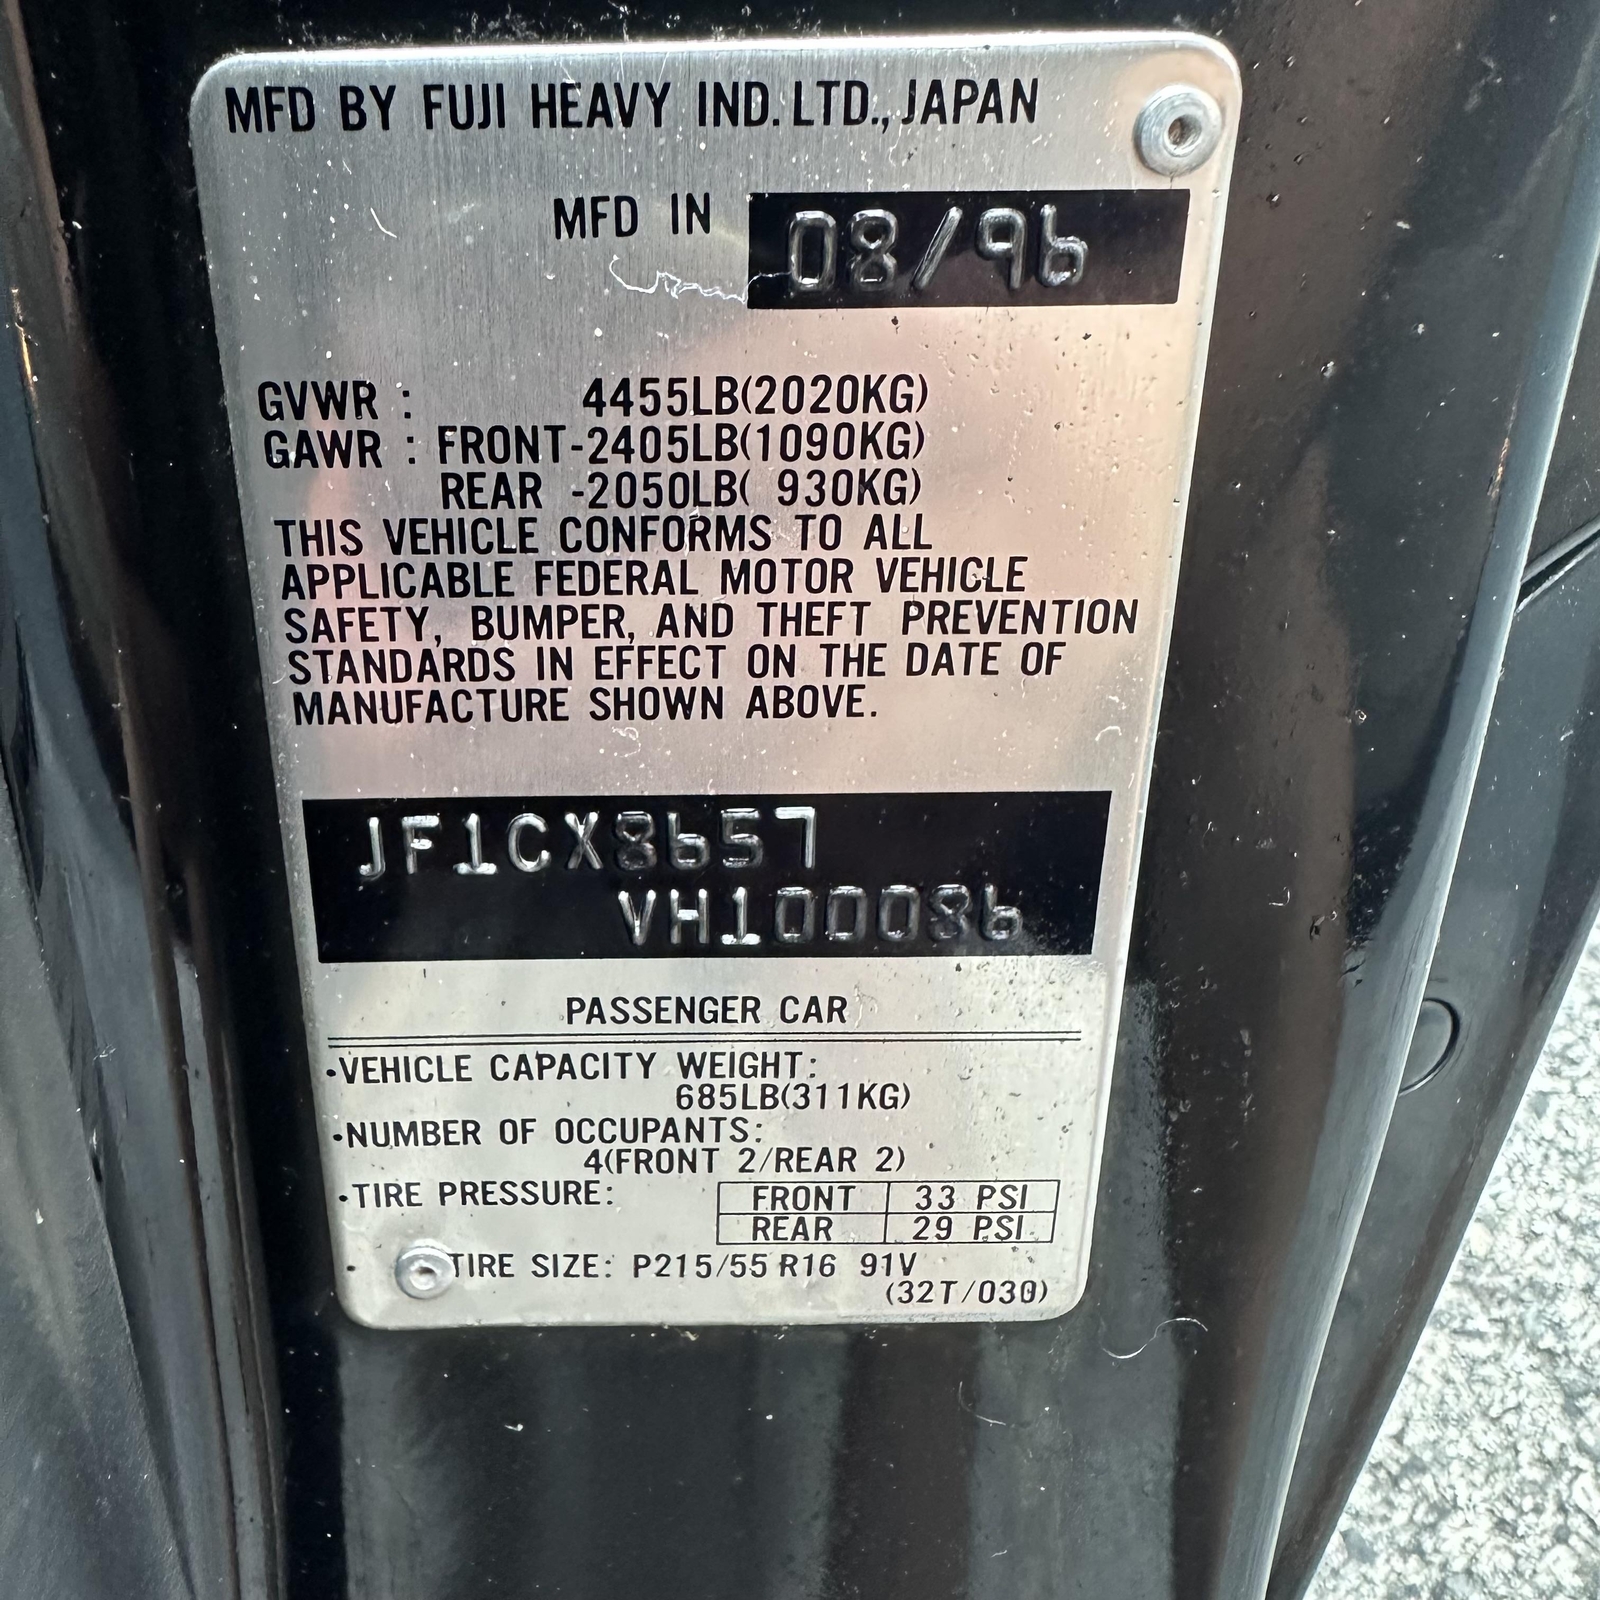 MFD BY FUJI HEAVY IND. LTD., JAPAN
MFD IN 08/96
GVWR : 4455LB(2020KG)
GAWR : FRONT-2405LB(1090KG)
REAR -2050LB( 930KG)
THIS VEHICLE CONFORMS TO ALL
APPLICABLE FEDERAL MOTOR VEHICLE
SAFETY, BUMPER, AND THEFT PREVENTION
STANDARDS IN EFFECT ON THE DATE OF
MANUFACTURE SHOWN ABOVE.
JF1CX8657
VH100086
PASSENGER CAR
•VEHICLE CAPACITY WEIGHT:
685LB(311KG)
•NUMBER OF OCCUPANTS:
4(FRONT 2/REAR 2)
•TIRE PRESSURE: FRONT 33 PSI
REAR 29 PSI
•TIRE SIZE: P215/55 R16 91V
(32T/030)